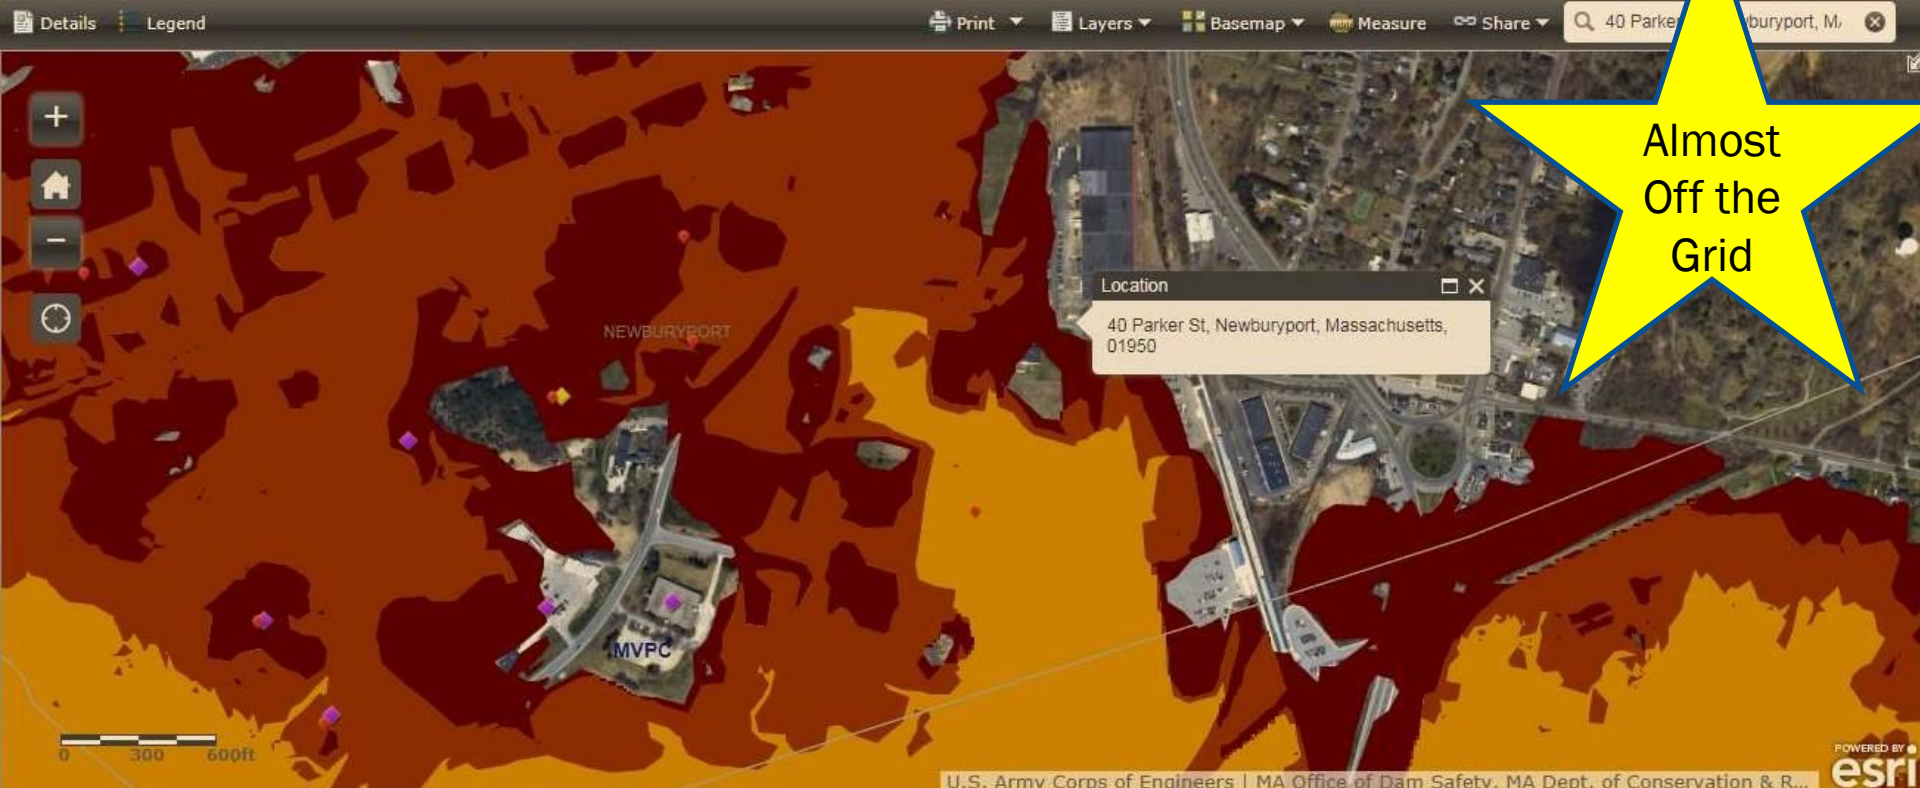 Details
Legend
Print
Layers
Basemap
Measure
Share
40 Parke
buryport, M
Almost
Off the
Grid
Location
40 Parker St, Newburyport, Massachusetts,
01950
NEWBURYPORT
MVPC
0 300 600ft
POWERED BY
esri
U.S. Army Corps of Engineers | MA Office of Dam Safety, MA Dept. of Conservation & R...